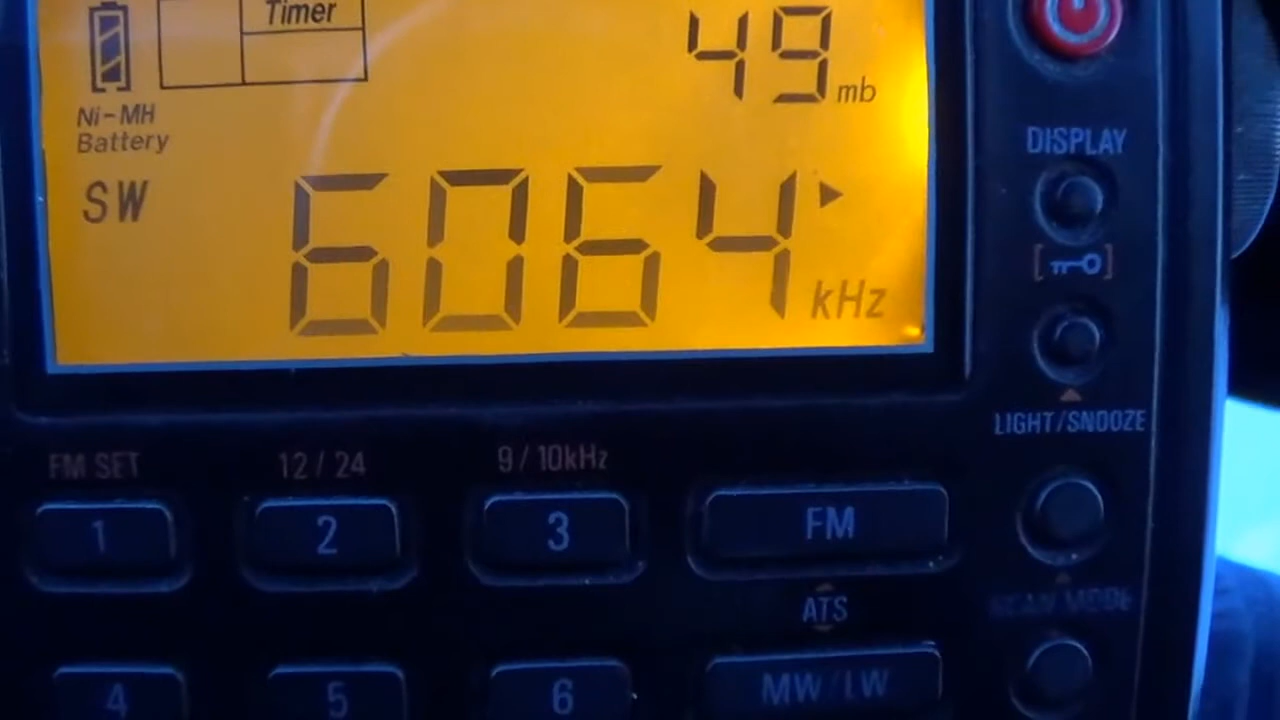 Timer
49 mb
Ni-MH
Battery
SW
6064 kHz
DISPLAY
LIGHT/SNOOZE
FM SET
12/24
9/10kHz
1
2
3
FM
ATS
SCAN MODE
4
5
6
MW/LW